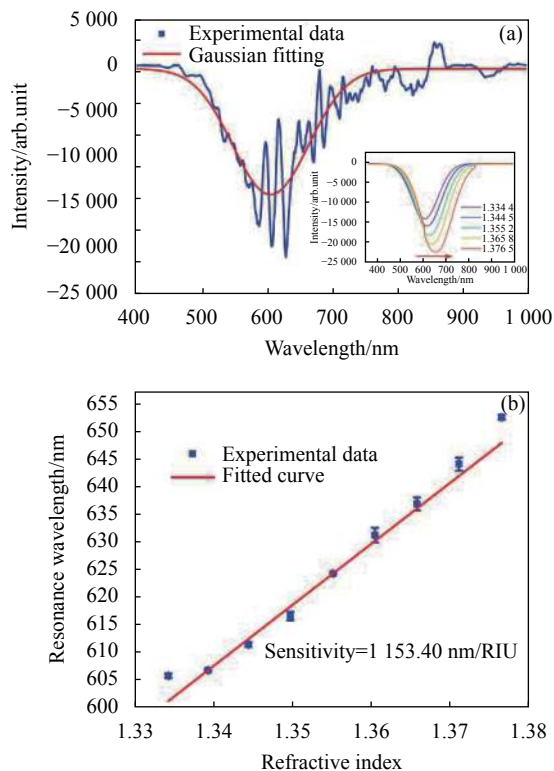 5 000
0
−5 000
−10 000
−15 000
−20 000
−25 000
Intensity/arb.unit
Experimental data
Gaussian fitting
(a)
0
−5 000
−10 000
−15 000
−20 000
−25 000
Intensity/arb.unit
1.334 4
1.344 5
1.355 2
1.365 8
1.376 5
400 500 600 700 800 900 1 000
Wavelength/nm
400 500 600 700 800 900 1 000
Wavelength/nm
655
645
635
630
624
615
605
600
Resonance wavelength/nm
(b)
Experimental data
Fitted curve
Sensitivity=1 153.40 nm/RIU
1.33 1.34 1.35 1.36 1.37 1.38
Refractive index